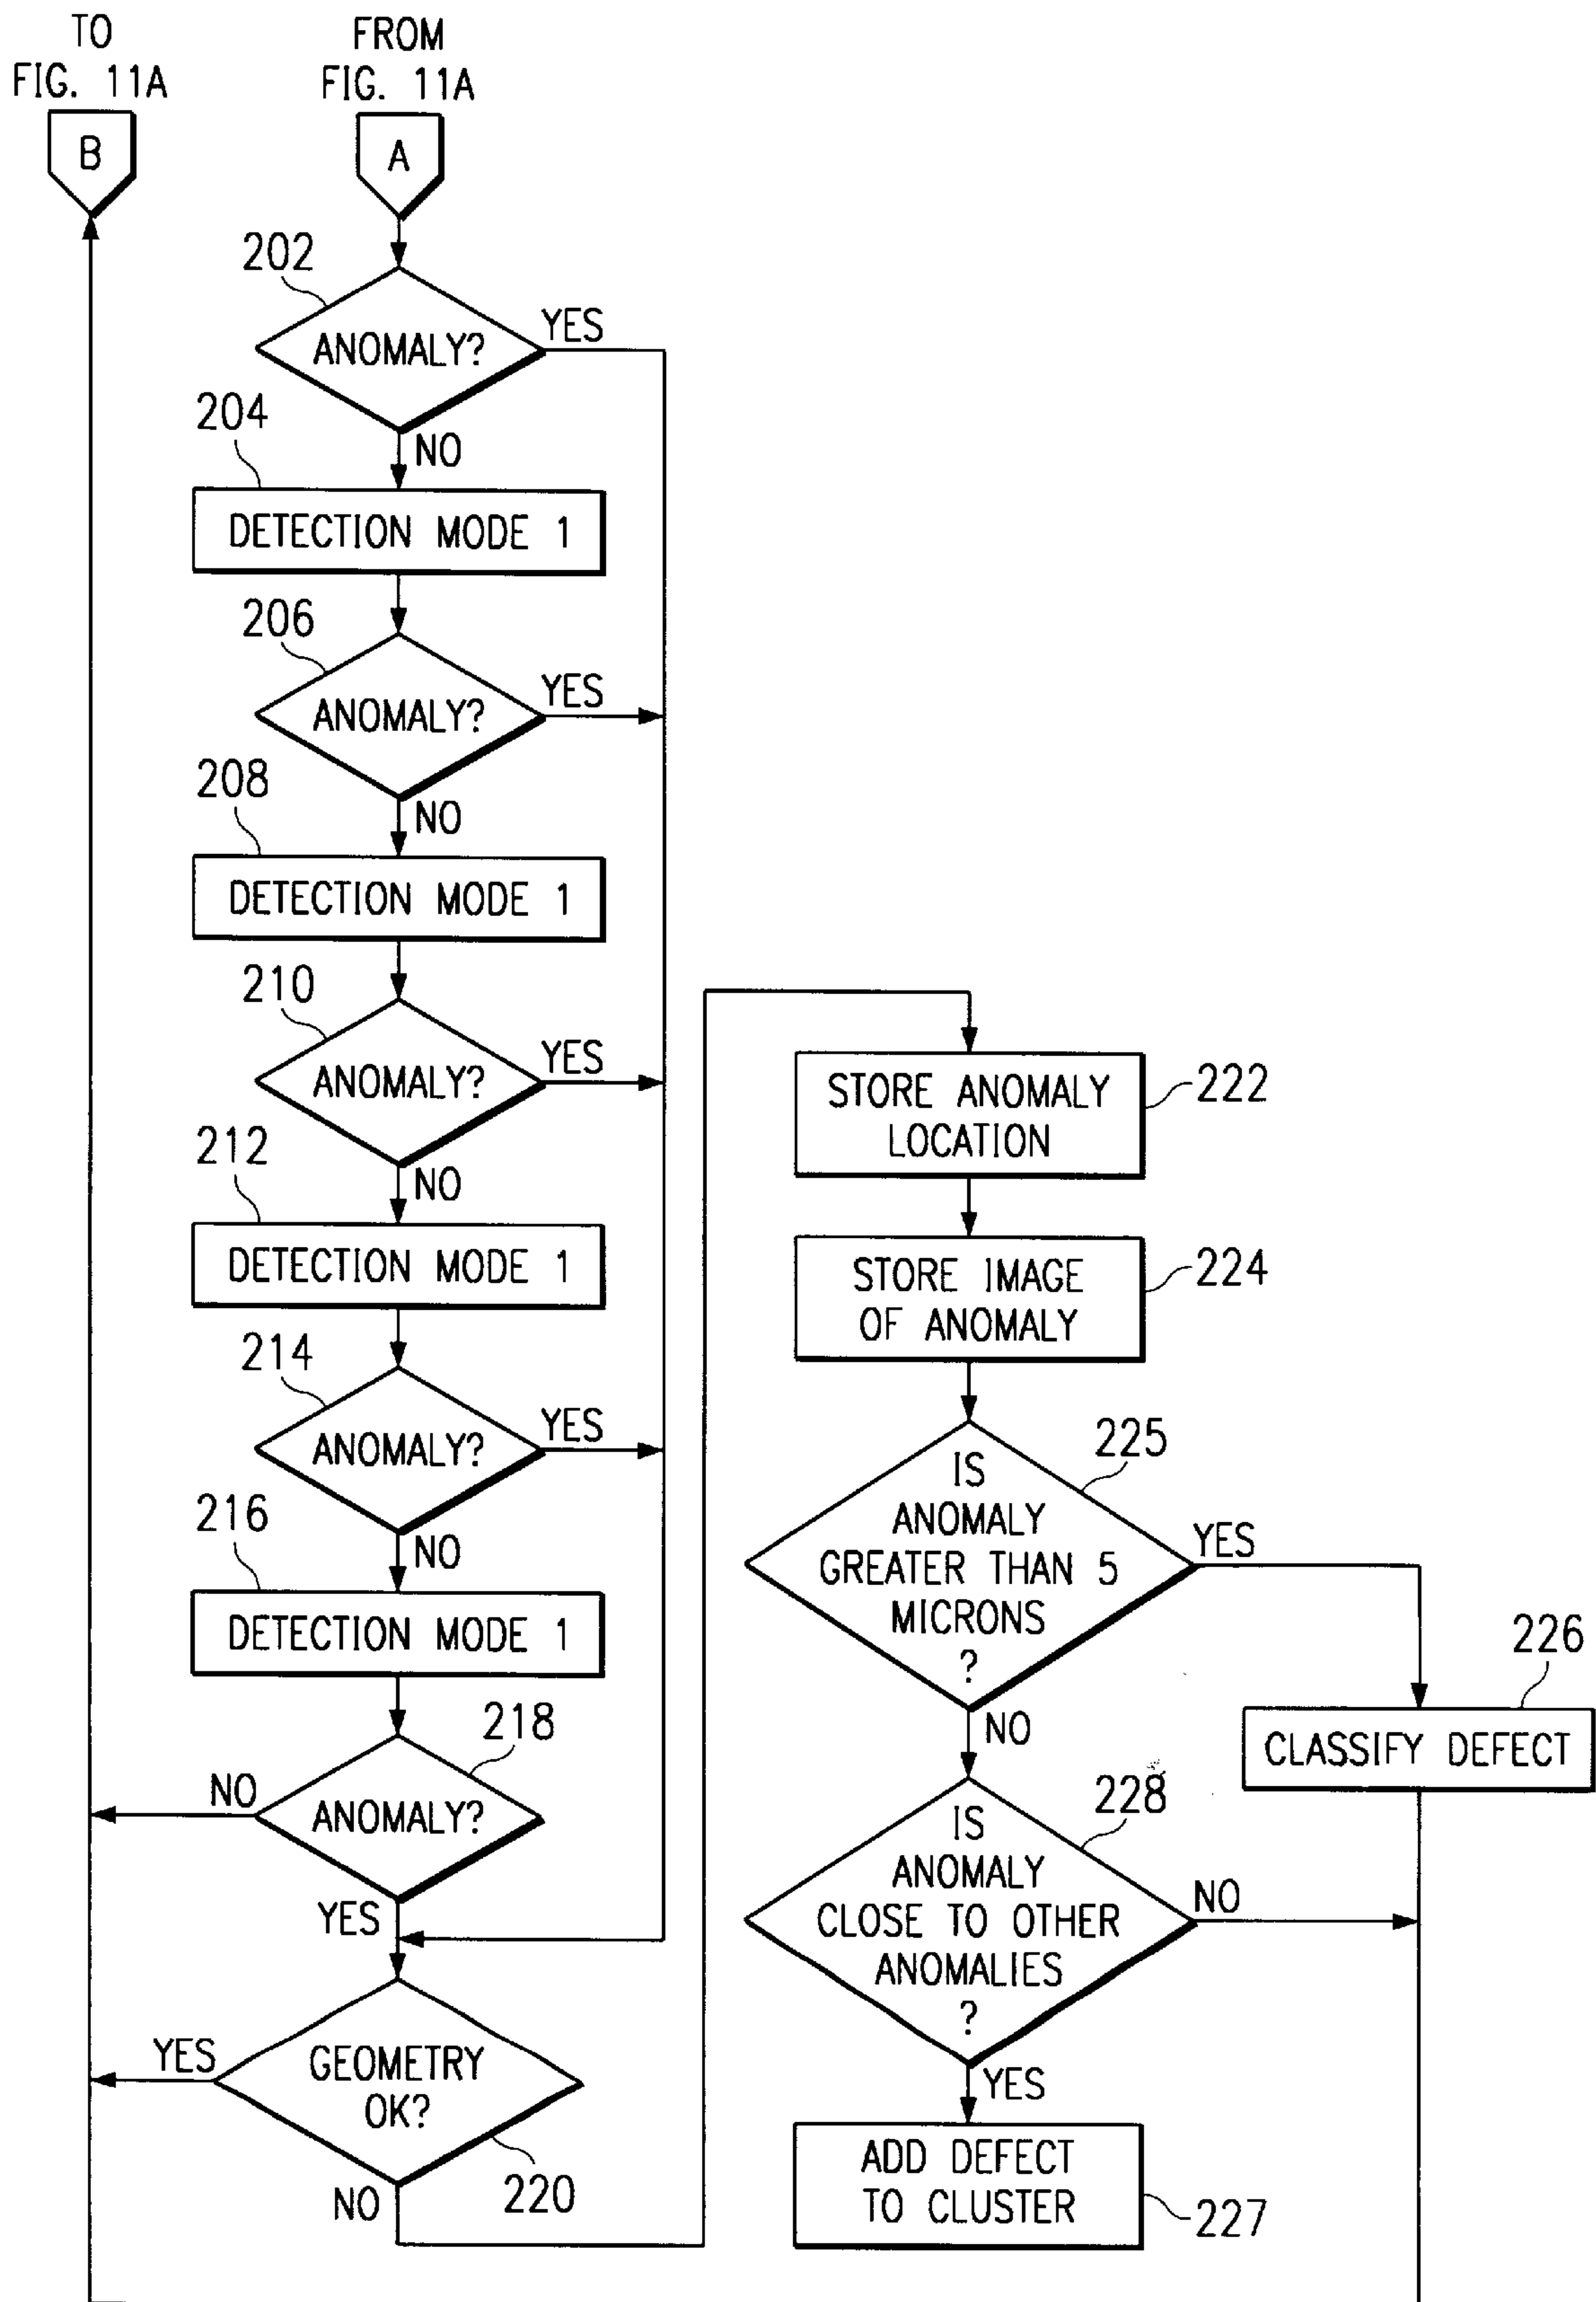 TO
FIG. 11A
FROM
FIG. 11A
B
A
202
ANOMALY?
YES
NO
204
DETECTION MODE 1
206
ANOMALY?
YES
NO
208
DETECTION MODE 1
210
ANOMALY?
YES
NO
212
DETECTION MODE 1
214
ANOMALY?
YES
NO
216
DETECTION MODE 1
218
ANOMALY?
NO
YES
GEOMETRY
OK?
YES
220
NO
STORE ANOMALY
LOCATION
222
STORE IMAGE
OF ANOMALY
224
225
IS
ANOMALY
GREATER THAN 5
MICRONS
?
YES
NO
226
CLASSIFY DEFECT
228
IS
ANOMALY
CLOSE TO OTHER
ANOMALIES
?
NO
YES
ADD DEFECT
TO CLUSTER
227